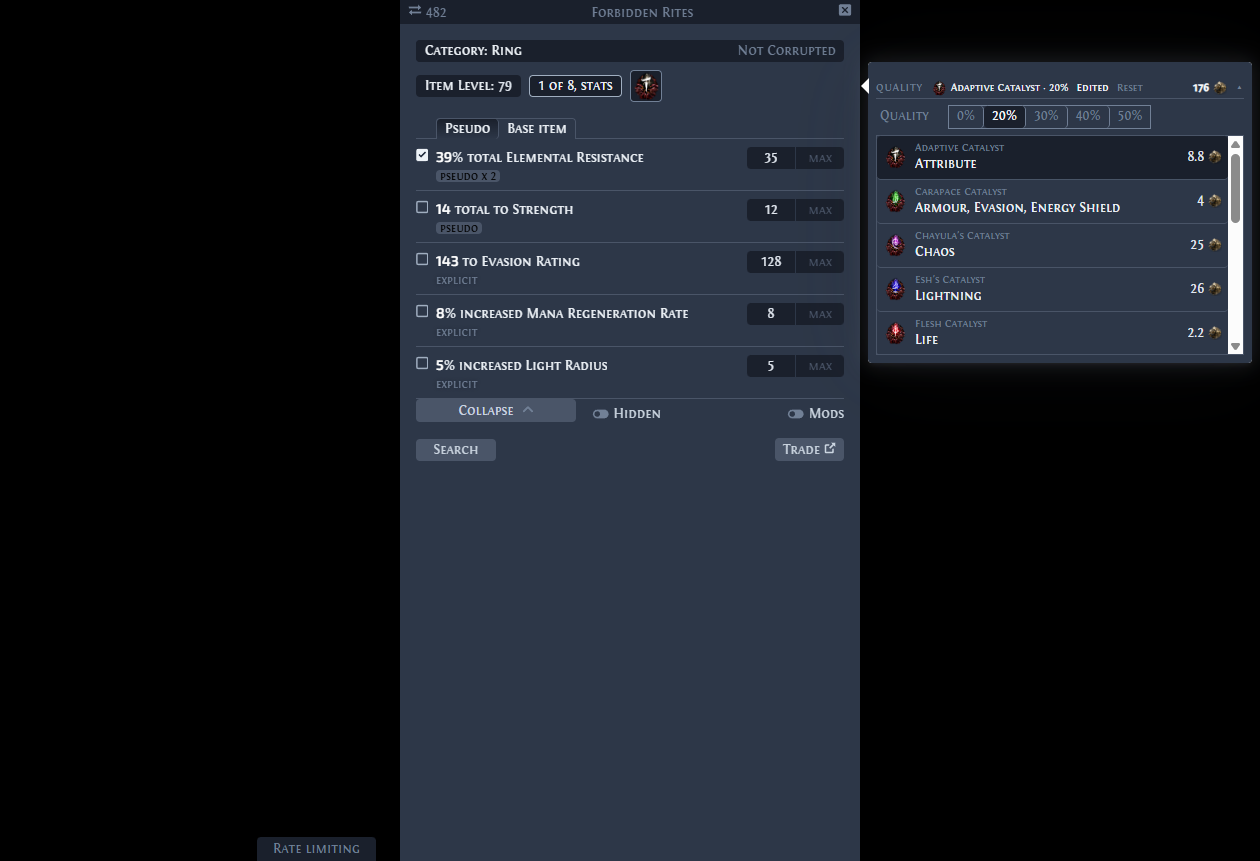 482 Forbidden Rites
Category: Ring Not Corrupted
Item Level: 79 1 of 8, stats
Pseudo Base item
39% total Elemental Resistance 35 max
pseudo x 2
14 total to Strength 12 max
pseudo
143 to Evasion Rating 128 max
explicit
8% increased Mana Regeneration Rate 8 max
explicit
5% increased Light Radius 5 max
explicit
Collapse Hidden Mods
Search Trade
Quality Adaptive Catalyst · 20% Edited Reset 176
Quality 0% 20% 30% 40% 50%
Adaptive Catalyst
Attribute 8.8
Carapace Catalyst
Armour, Evasion, Energy Shield 4
Chayula's Catalyst
Chaos 25
Esh's Catalyst
Lightning 26
Flesh Catalyst
Life 2.2
Rate limiting